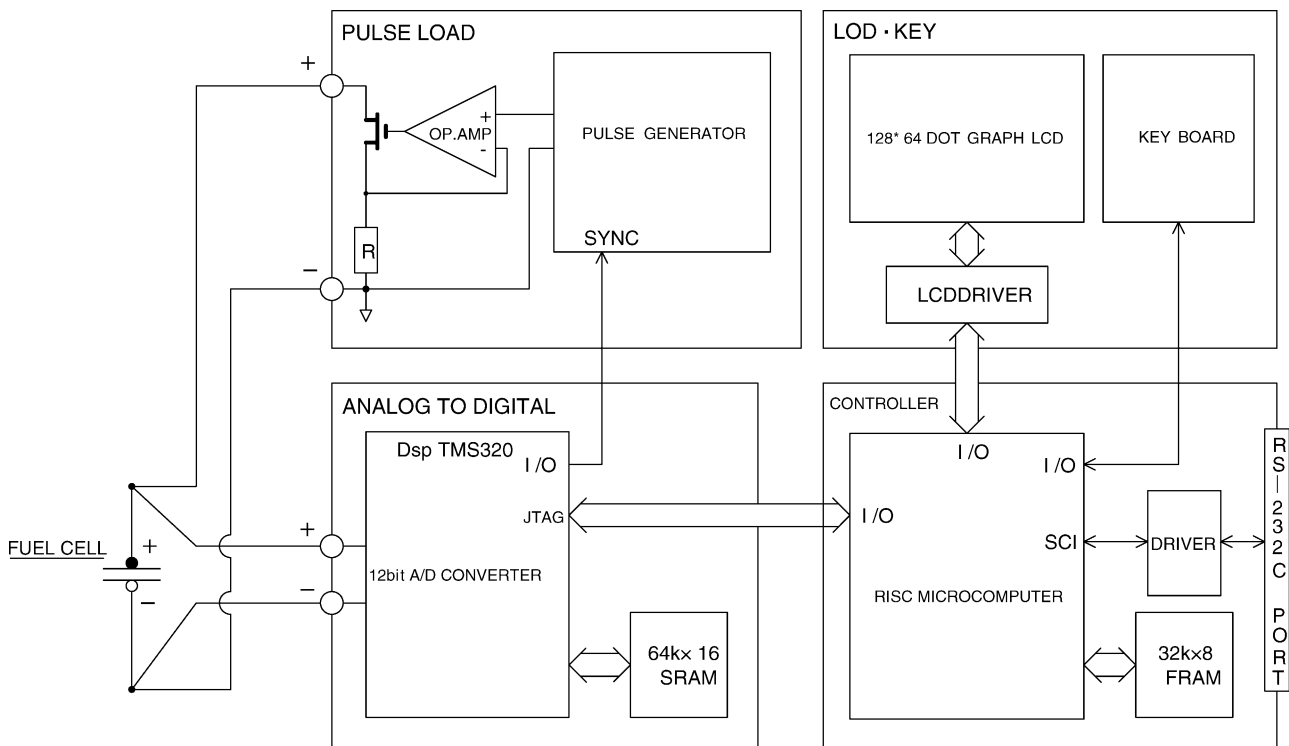 PULSE LOAD
+
OP.AMP
+
-
PULSE GENERATOR
SYNC
R
−
LOD · KEY
128* 64 DOT GRAPH LCD
KEY BOARD
LCDDRIVER
ANALOG TO DIGITAL
Dsp TMS320
I/O
JTAG
+
−
12bit A/D CONVERTER
64k× 16
SRAM
FUEL CELL
+
−
CONTROLLER
I/O
I/O
I/O
SCI
RISC MICROCOMPUTER
DRIVER
32k×8
FRAM
RS-232C PORT